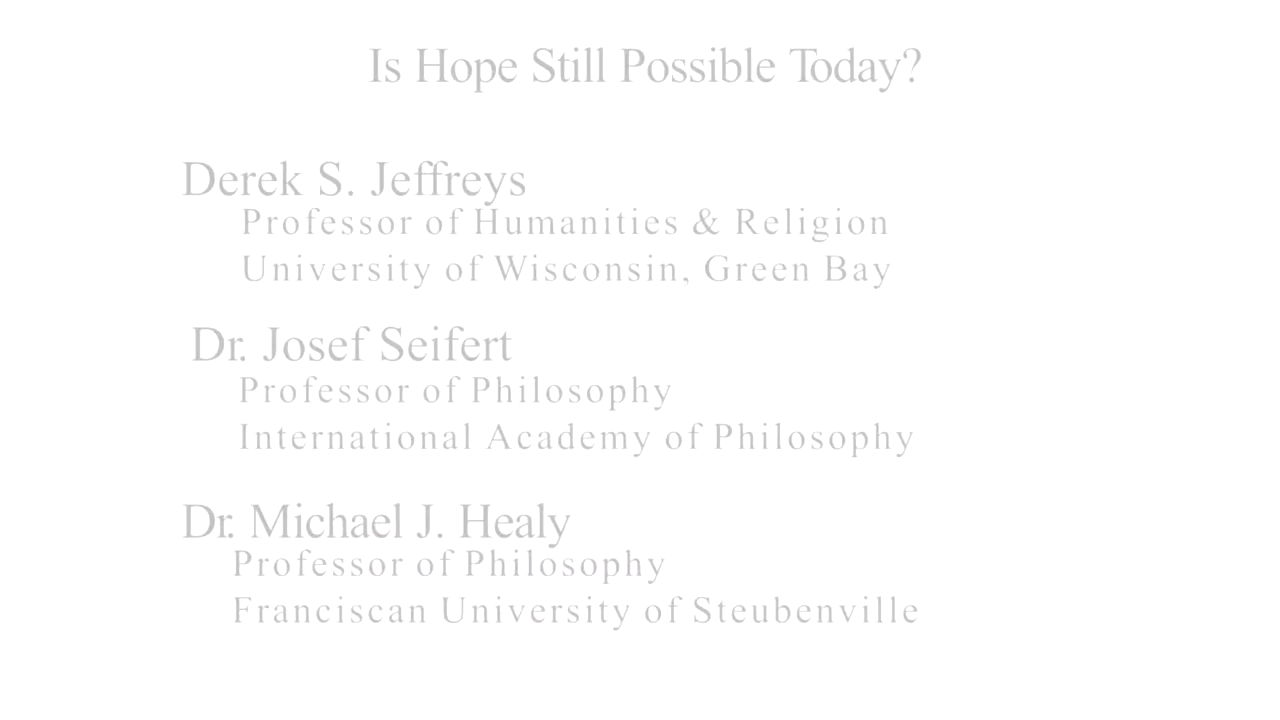 Is Hope Still Possible Today?
Derek S. Jeffreys
Professor of Humanities & Religion
University of Wisconsin, Green Bay
Dr. Josef Seifert
Professor of Philosophy
International Academy of Philosophy
Dr. Michael J. Healy
Professor of Philosophy
Franciscan University of Steubenville